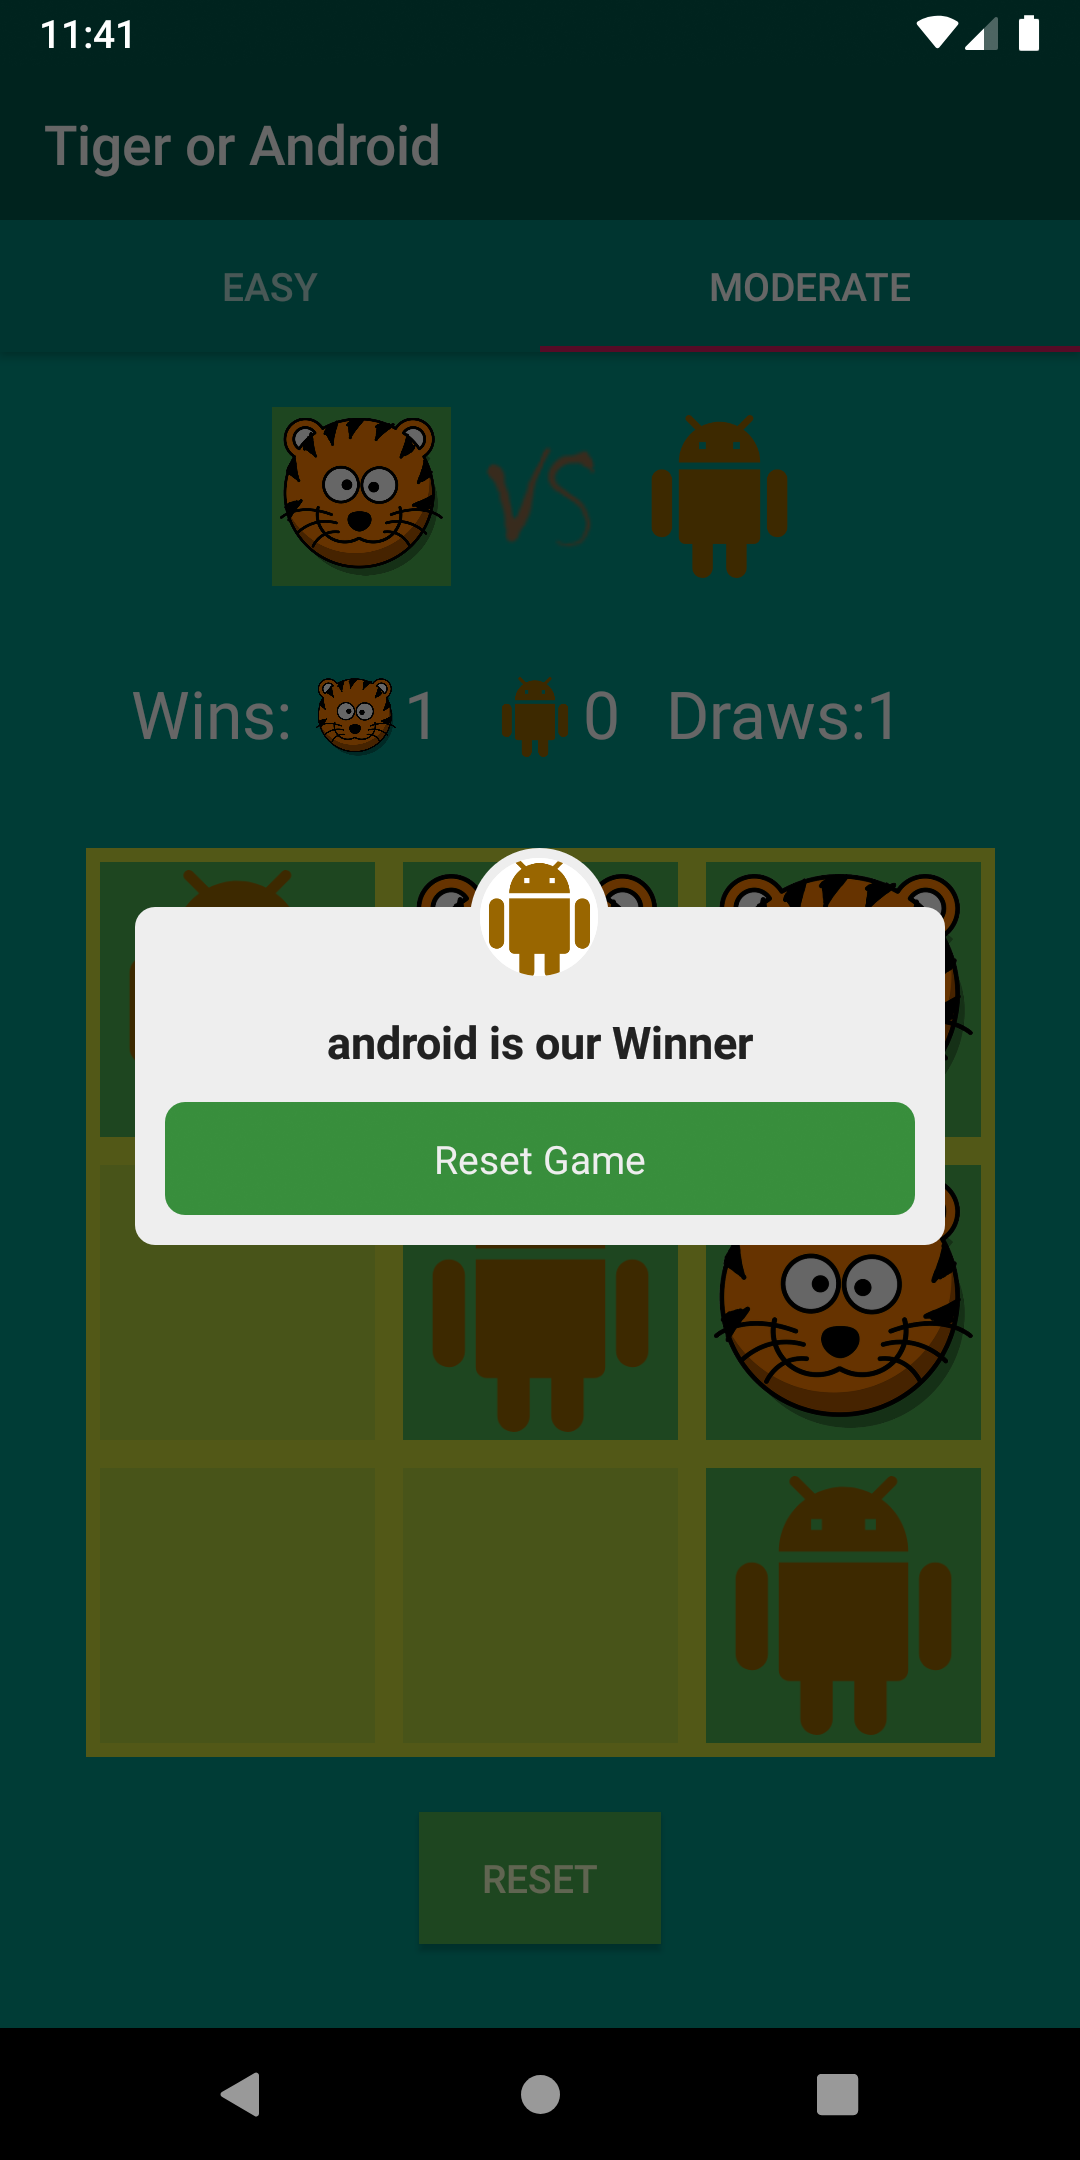 11:41
Tiger or Android
EASY MODERATE
VS
Wins: 1 0 Draws:1
android is our Winner
Reset Game
RESET